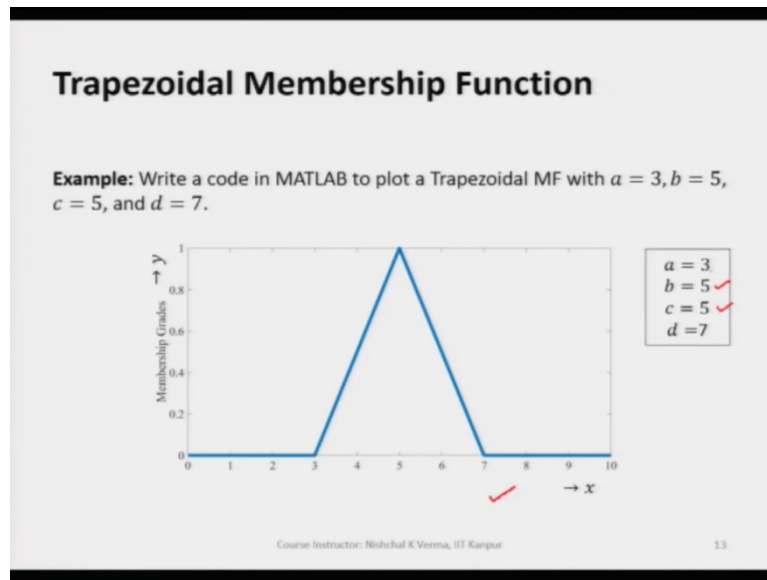 Trapezoidal Membership Function
Example: Write a code in MATLAB to plot a Trapezoidal MF with a = 3, b = 5,
c = 5, and d = 7.
Membership Grades → y
1
0.8
0.6
0.4
0.2
0
0 1 2 3 4 5 6 7 8 9 10
→ x
a = 3
b = 5
c = 5
d =7
Course Instructor: Nishchal K Verma, IIT Kanpur
13